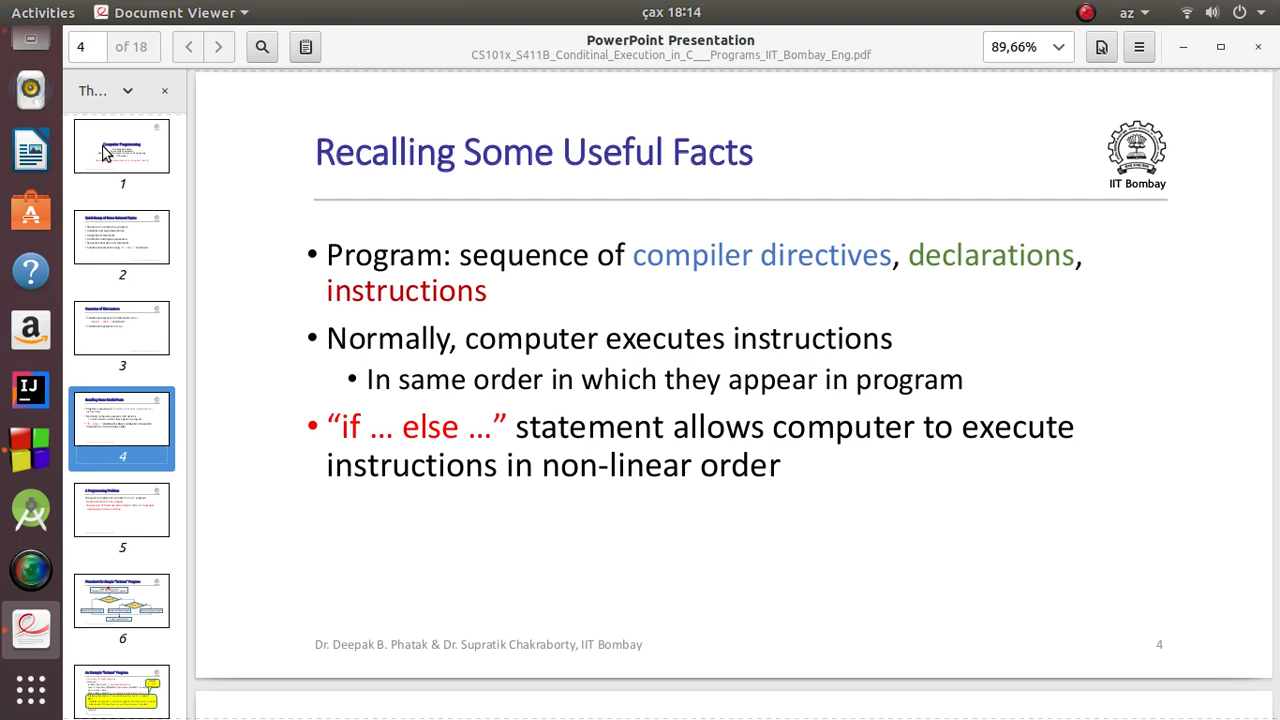 Activities
Document Viewer
çax 18:14
az
4
of 18
PowerPoint Presentation
CS101x_S411B_Conditinal_Execution_in_C___Programs_IIT_Bombay_Eng.pdf
89,66%
Th...
1
2
3
4
5
6
Recalling Some Useful Facts
IIT Bombay
• Program: sequence of compiler directives, declarations,
instructions
• Normally, computer executes instructions
• In same order in which they appear in program
• “if … else …” statement allows computer to execute
instructions in non-linear order
Dr. Deepak B. Phatak & Dr. Supratik Chakraborty, IIT Bombay
4